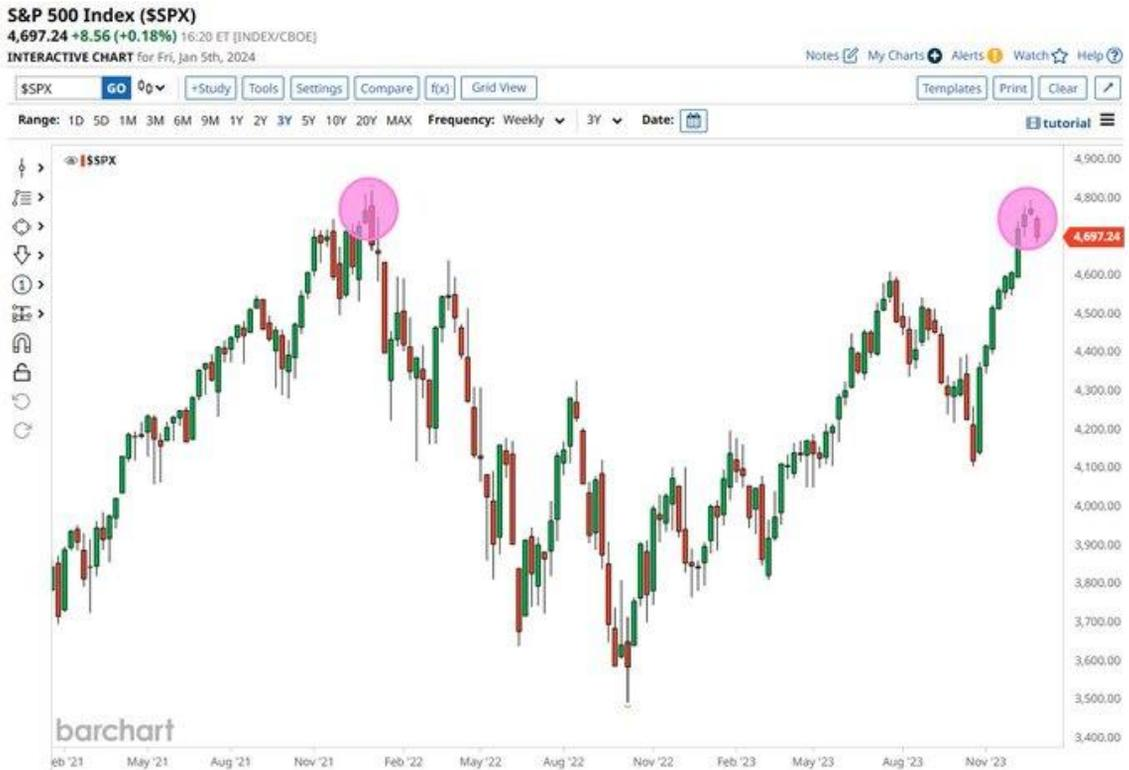 S&P 500 Index ($SPX)
4,697.24 +8.56 (+0.18%) 16:20 ET [INDEX/CBOE]
INTERACTIVE CHART for Fri, Jan 5th, 2024
Notes My Charts Alerts Watch Help
$SPX GO +Study Tools Settings Compare f(x) Grid View Templates Print Clear
Range: 1D 5D 1M 3M 6M 9M 1Y 2Y 3Y 5Y 10Y 20Y MAX Frequency: Weekly 3Y Date: tutorial
$SPX
4,900.00
4,800.00
4,697.24
4,600.00
4,500.00
4,400.00
4,300.00
4,200.00
4,100.00
4,000.00
3,900.00
3,800.00
3,700.00
3,600.00
3,500.00
3,400.00
barchart
eb '21 May '21 Aug '21 Nov '21 Feb '22 May '22 Aug '22 Nov '22 Feb '23 May '23 Aug '23 Nov '23